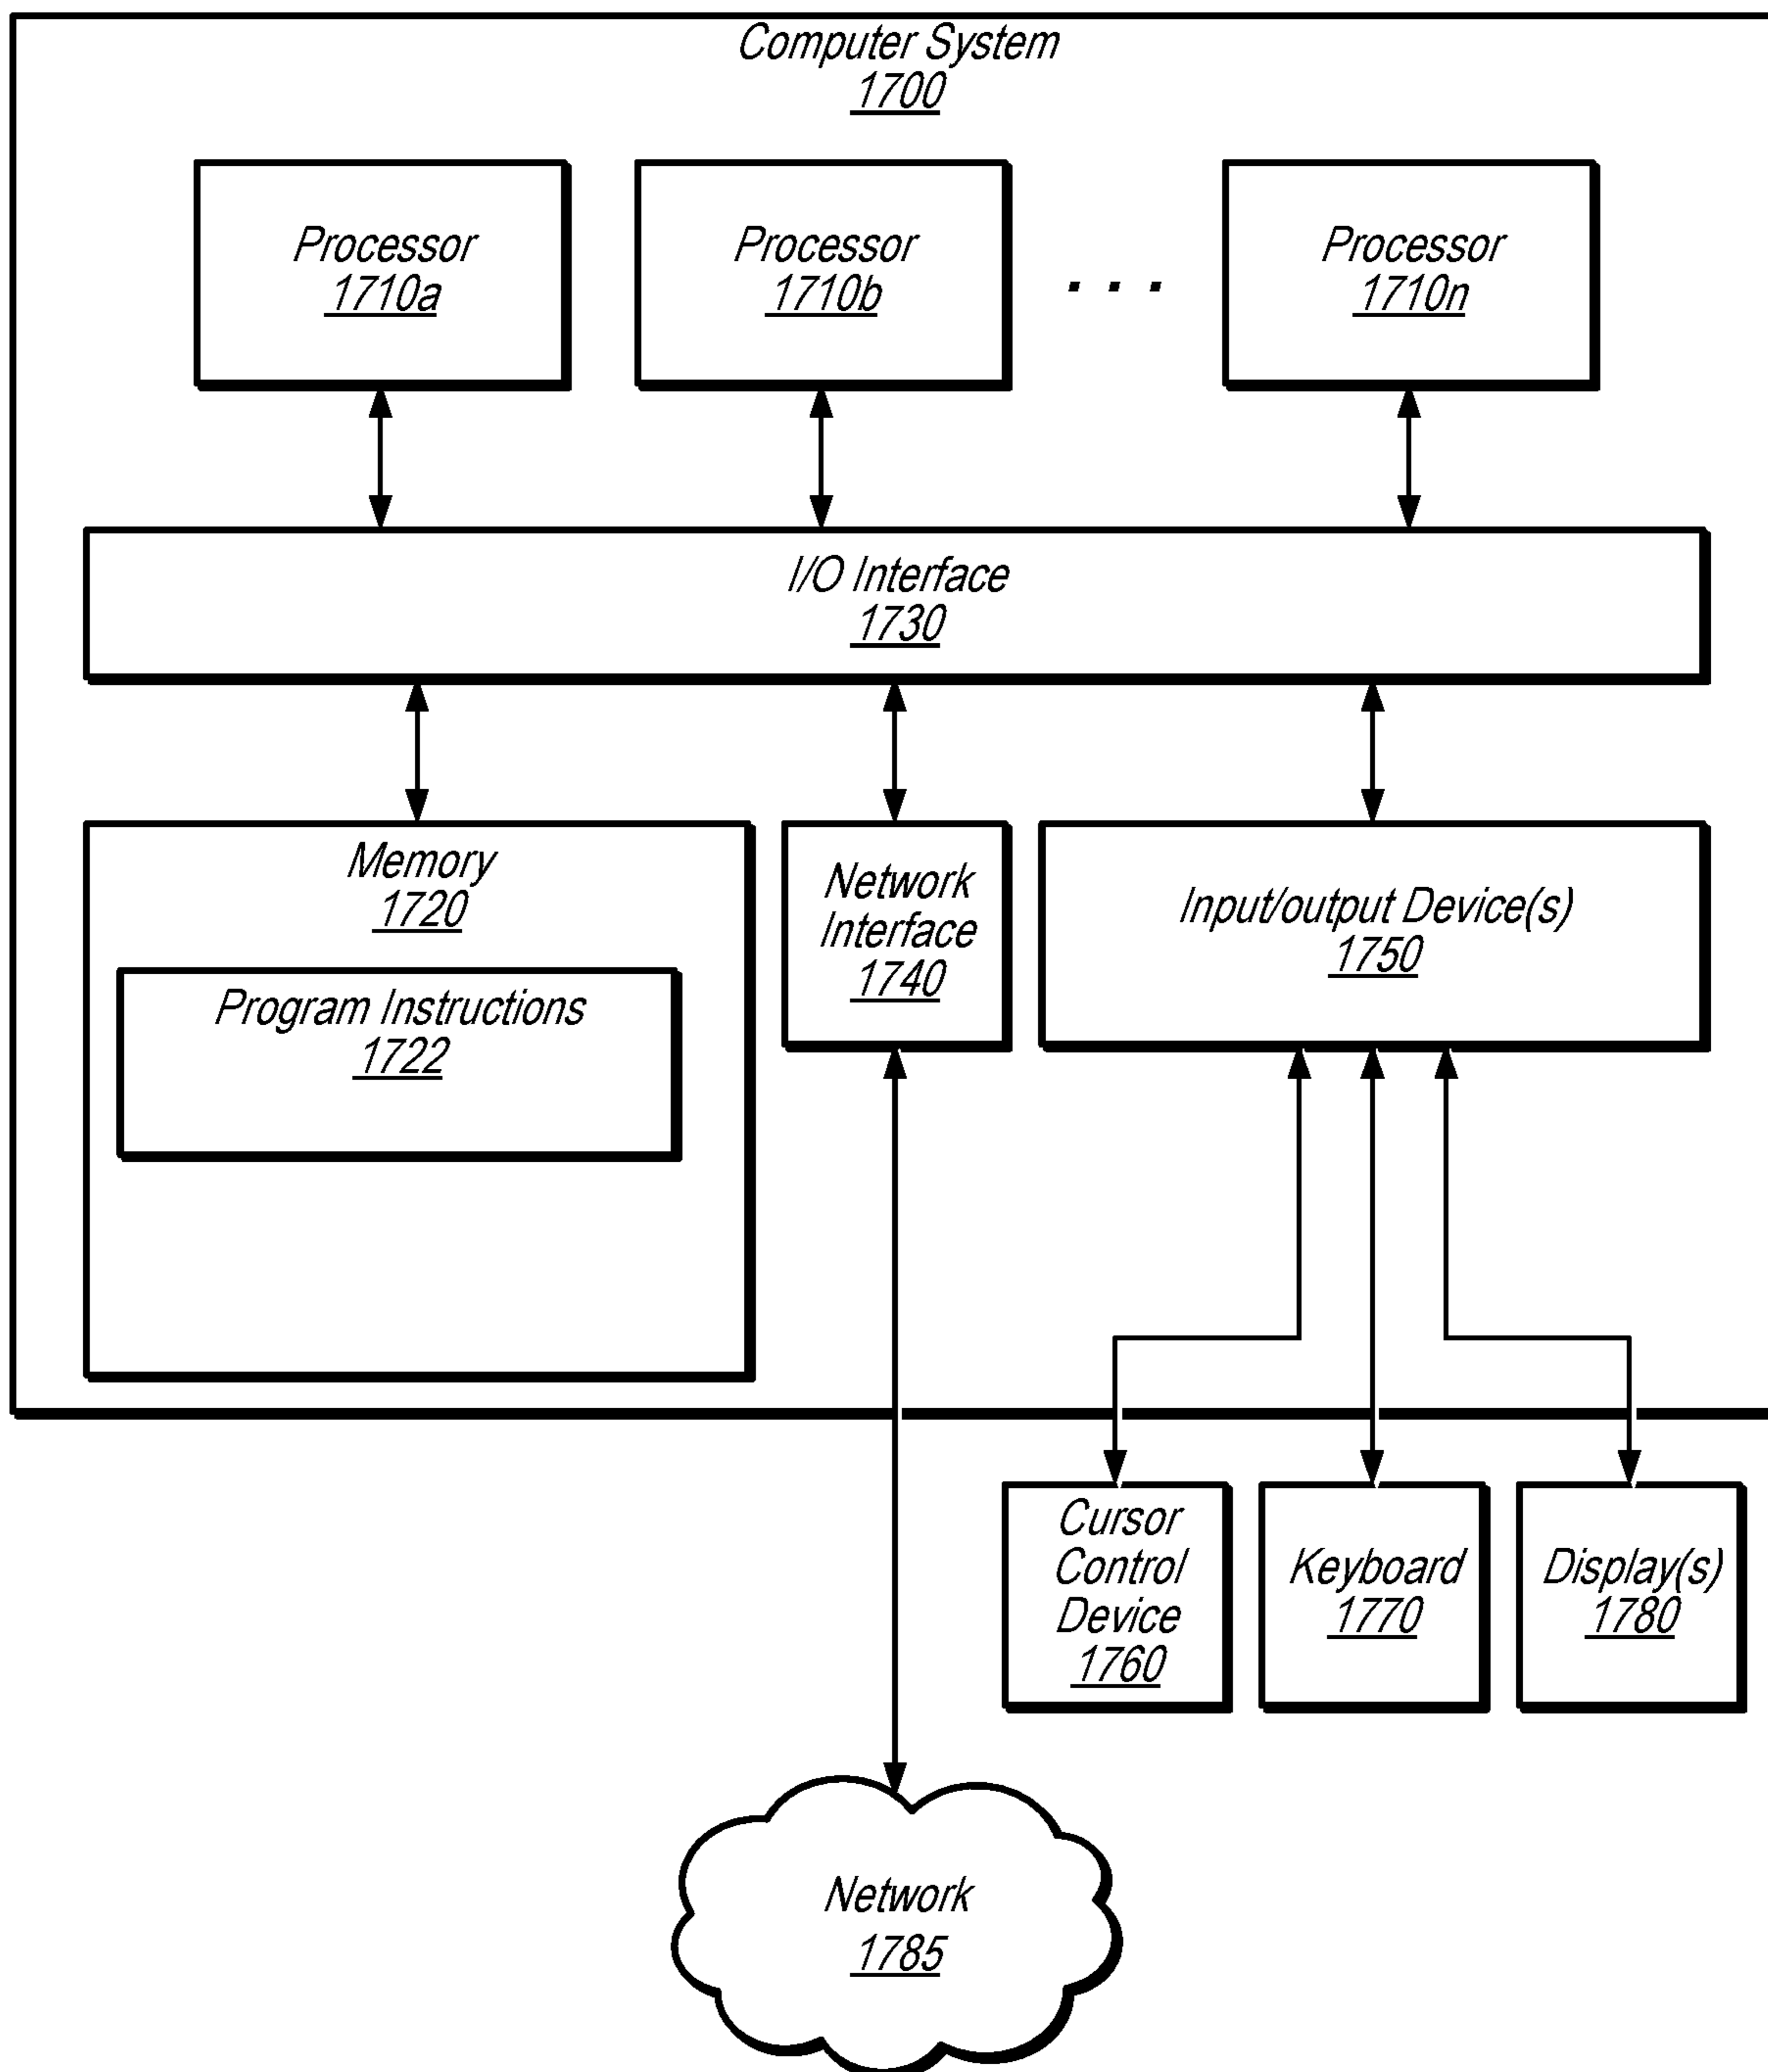 Computer System
1700
Processor
1710a
Processor
1710b
. . .
Processor
1710n
I/O Interface
1730
Memory
1720
Program Instructions
1722
Network
Interface
1740
Input/output Device(s)
1750
Cursor
Control
Device
1760
Keyboard
1770
Display(s)
1780
Network
1785